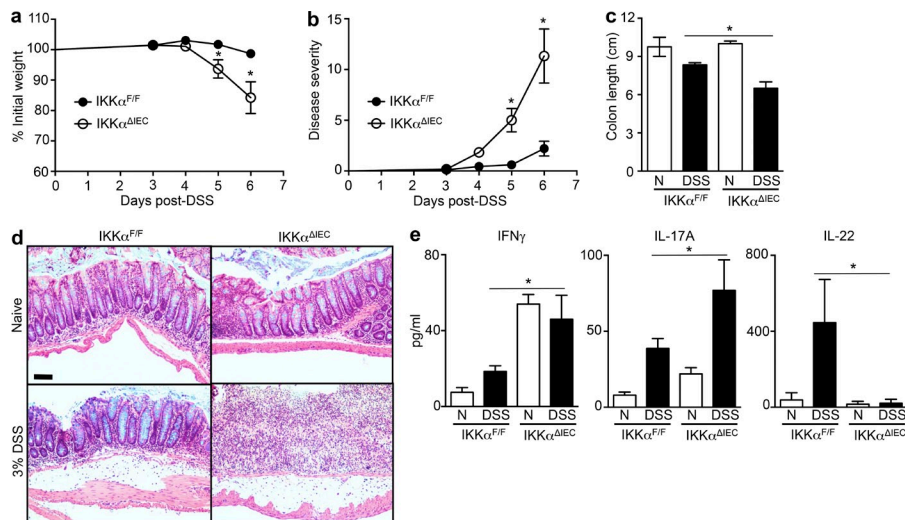 a
% Initial weight
110
100
90
80
70
60
0 1 2 3 4 5 6 7
Days post-DSS
IKKα^F/F
IKKα^ΔIEC
* *
b
Disease severity
15
10
5
0
0 1 2 3 4 5 6 7
Days post-DSS
IKKα^F/F
IKKα^ΔIEC
* *
c
Colon length (cm)
12
9
6
3
0
*
N DSS N DSS
IKKα^F/F IKKα^ΔIEC
d
IKKα^F/F IKKα^ΔIEC
Naive
3% DSS
e
pg/ml
IFNγ
80
40
0
*
N DSS N DSS
IKKα^F/F IKKα^ΔIEC
IL-17A
100
50
0
*
N DSS N DSS
IKKα^F/F IKKα^ΔIEC
IL-22
800
400
0
*
N DSS N DSS
IKKα^F/F IKKα^ΔIEC